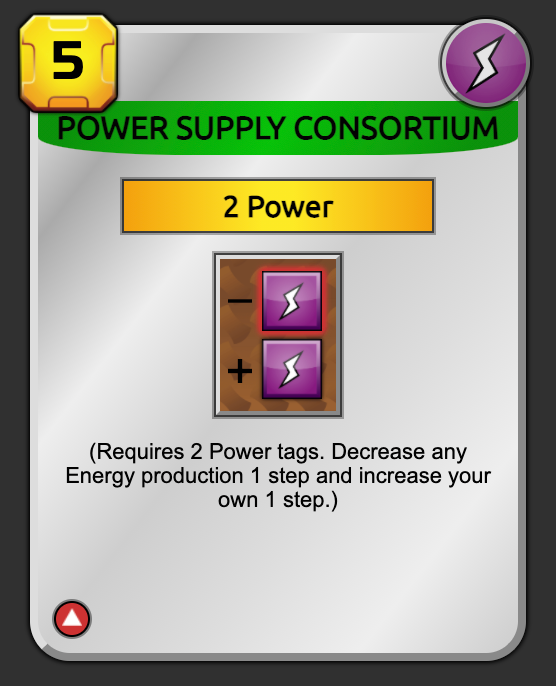 5
POWER SUPPLY CONSORTIUM
2 Power
−
+
(Requires 2 Power tags. Decrease any
Energy production 1 step and increase your
own 1 step.)